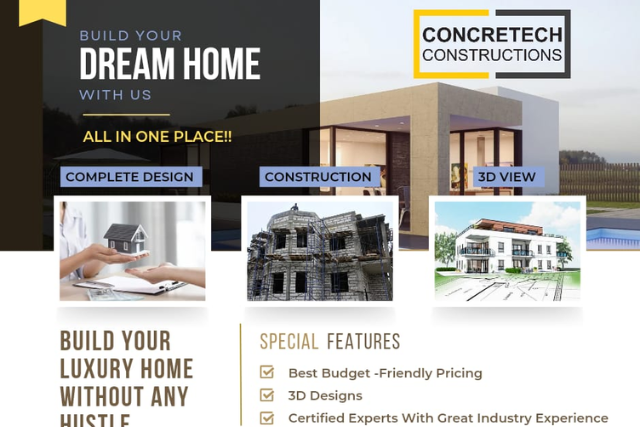 BUILD YOUR
DREAM HOME
WITH US
ALL IN ONE PLACE!!
CONCRETECH
CONSTRUCTIONS
COMPLETE DESIGN
CONSTRUCTION
3D VIEW
BUILD YOUR
LUXURY HOME
WITHOUT ANY
HUSTLE
SPECIAL FEATURES
Best Budget -Friendly Pricing
3D Designs
Certified Experts With Great Industry Experience